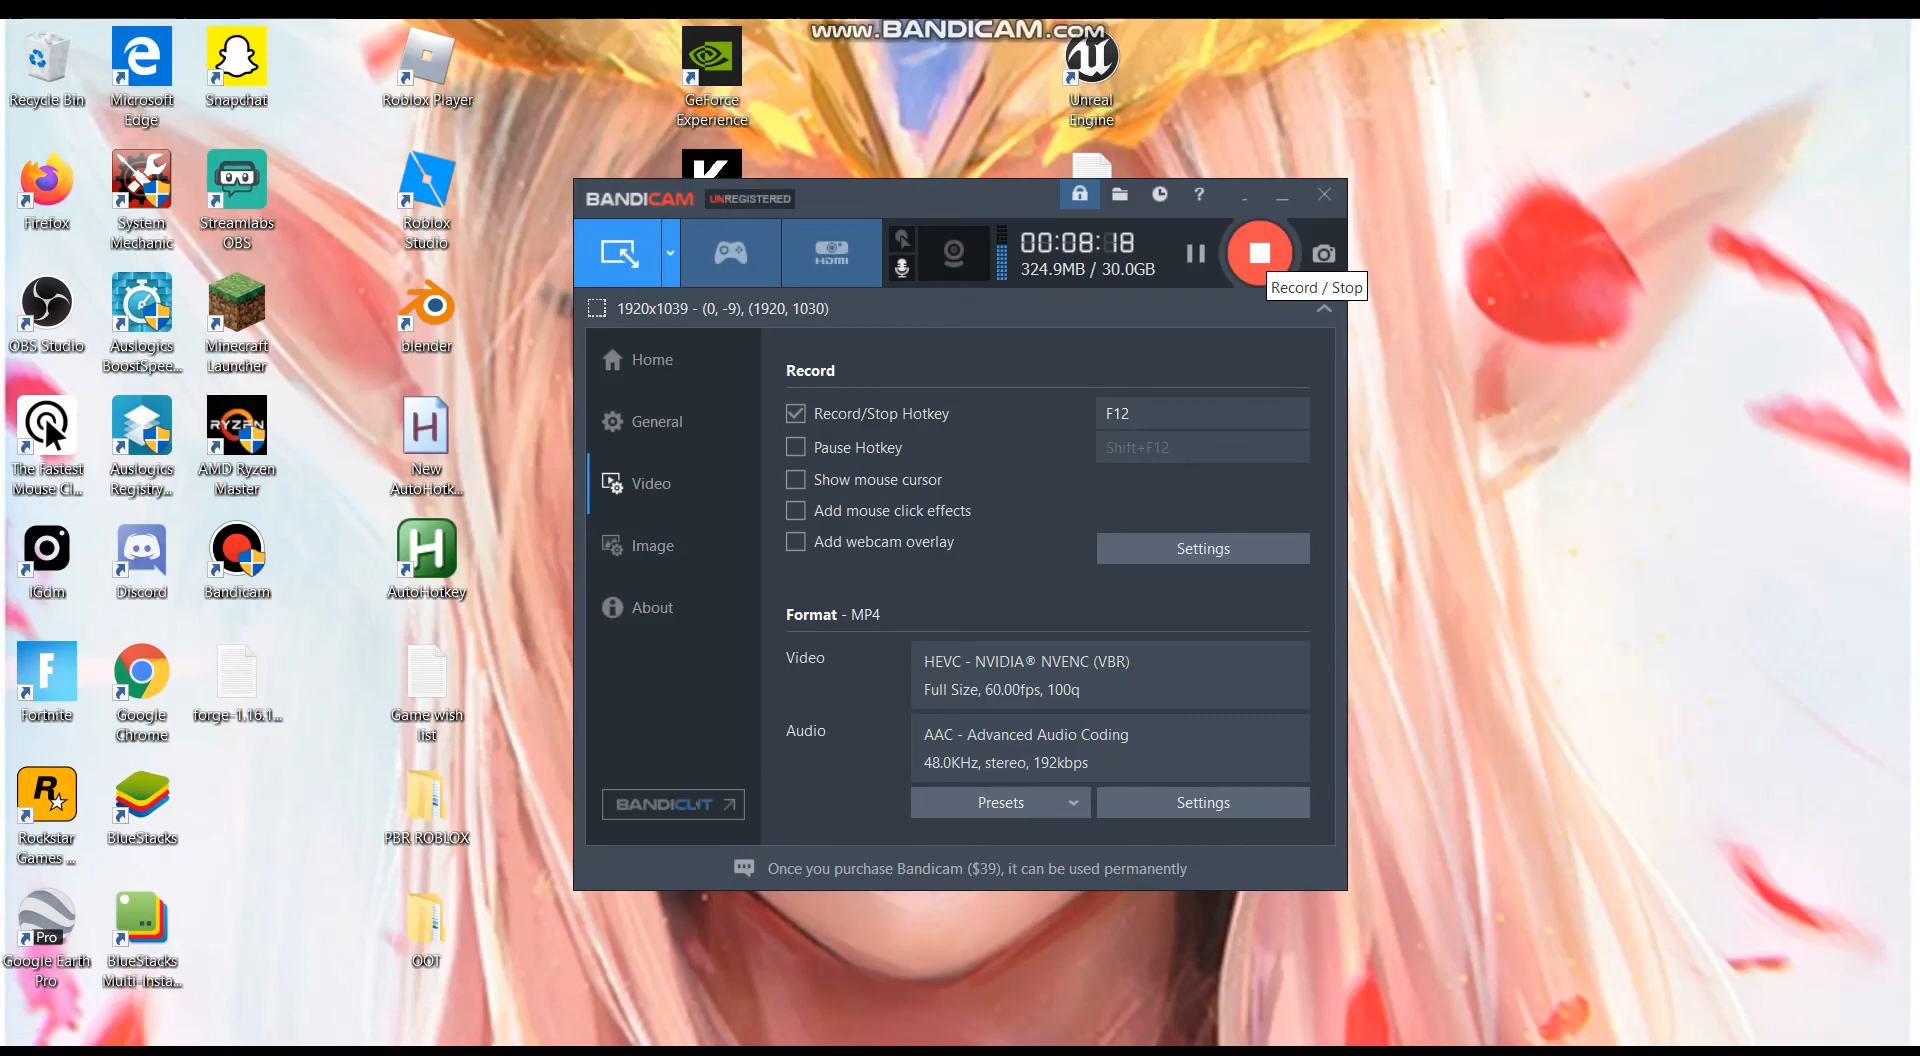 www.BANDICAM.com
Recycle Bin
Microsoft
Edge
Snapchat
Roblox Player
GeForce
Experience
Unreal
Engine
Firefox
System
Mechanic
Streamlabs
OBS
Roblox
Studio
OBS Studio
Auslogics
BoostSpee...
Minecraft
Launcher
blender
The Fastest
Mouse Cl...
Auslogics
Registry...
RYZEN
AMD Ryzen
Master
New
AutoHotk...
IGdm
Discord
Bandicam
AutoHotkey
Fortnite
Google
Chrome
forge-1.16.1...
Game wish
list
Rockstar
Games ...
BlueStacks
PBR ROBLOX
Pro
Google Earth
Pro
BlueStacks
Multi-Insta...
OOT
BANDICAM UNREGISTERED
HDMI
00:08:18
324.9MB / 30.0GB
Record / Stop
1920x1039 - (0, -9), (1920, 1030)
Home
General
Video
Image
About
BANDICUT
Record
Record/Stop Hotkey F12
Pause Hotkey Shift+F12
Show mouse cursor
Add mouse click effects
Add webcam overlay
Settings
Format - MP4
Video
HEVC - NVIDIA® NVENC (VBR)
Full Size, 60.00fps, 100q
Audio
AAC - Advanced Audio Coding
48.0KHz, stereo, 192kbps
Presets
Settings
Once you purchase Bandicam ($39), it can be used permanently